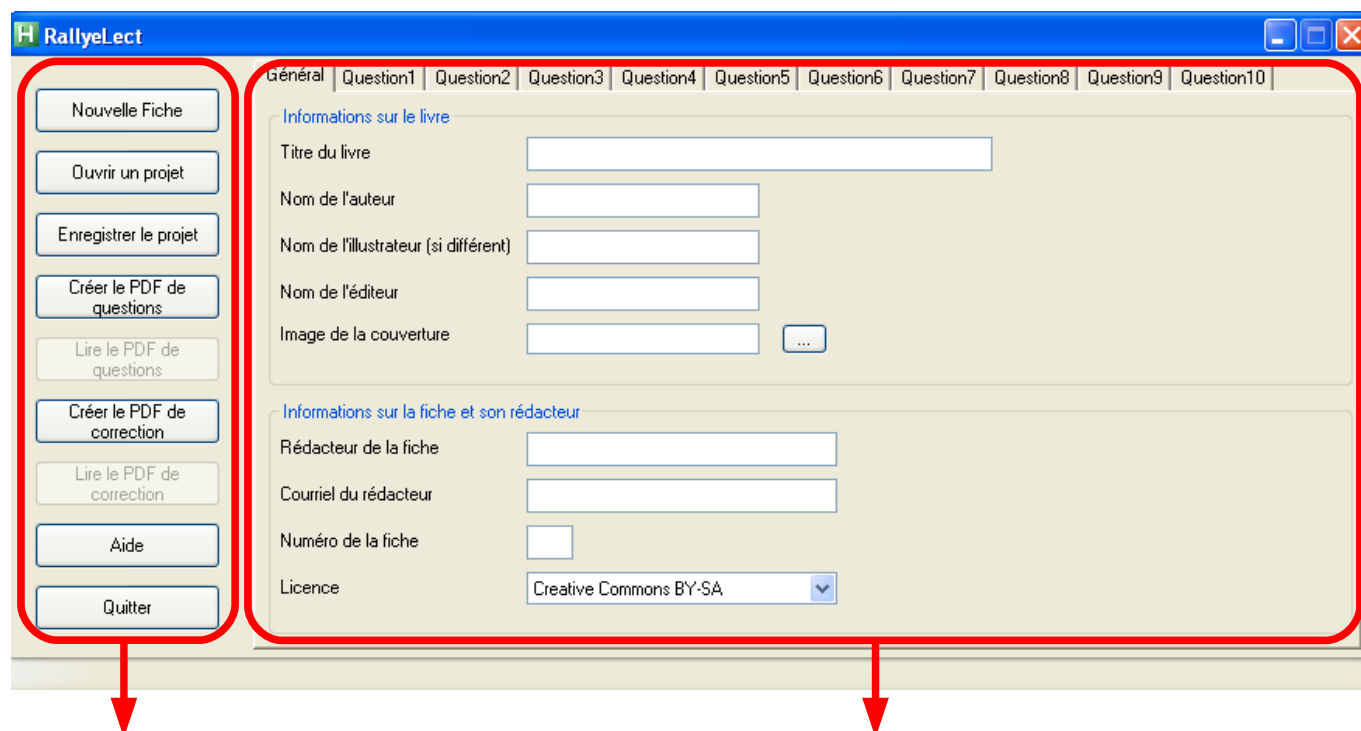 H RallyeLect
Nouvelle Fiche
Ouvrir un projet
Enregistrer le projet
Créer le PDF de
questions
Lire le PDF de
questions
Créer le PDF de
correction
Lire le PDF de
correction
Aide
Quitter
Général Question1 Question2 Question3 Question4 Question5 Question6 Question7 Question8 Question9 Question10
Informations sur le livre
Titre du livre
Nom de l'auteur
Nom de l'illustrateur (si différent)
Nom de l'éditeur
Image de la couverture ...
Informations sur la fiche et son rédacteur
Rédacteur de la fiche
Courriel du rédacteur
Numéro de la fiche
Licence Creative Commons BY-SA